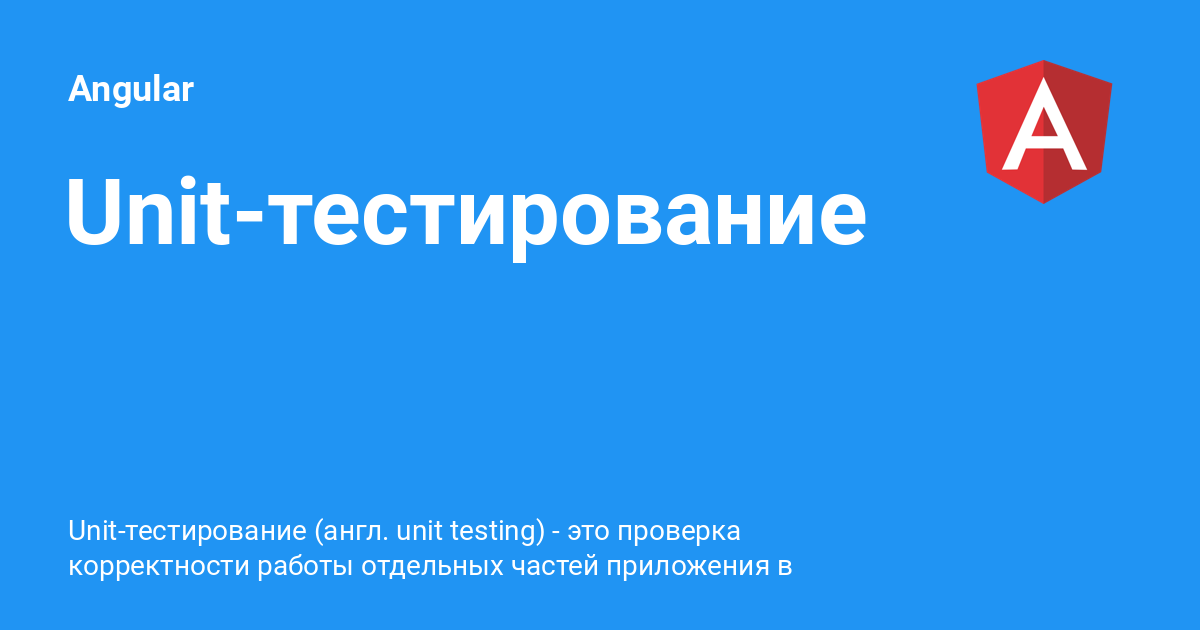 Angular
A
Unit-тестирование
Unit-тестирование (англ. unit testing) - это проверка
корректности работы отдельных частей приложения в